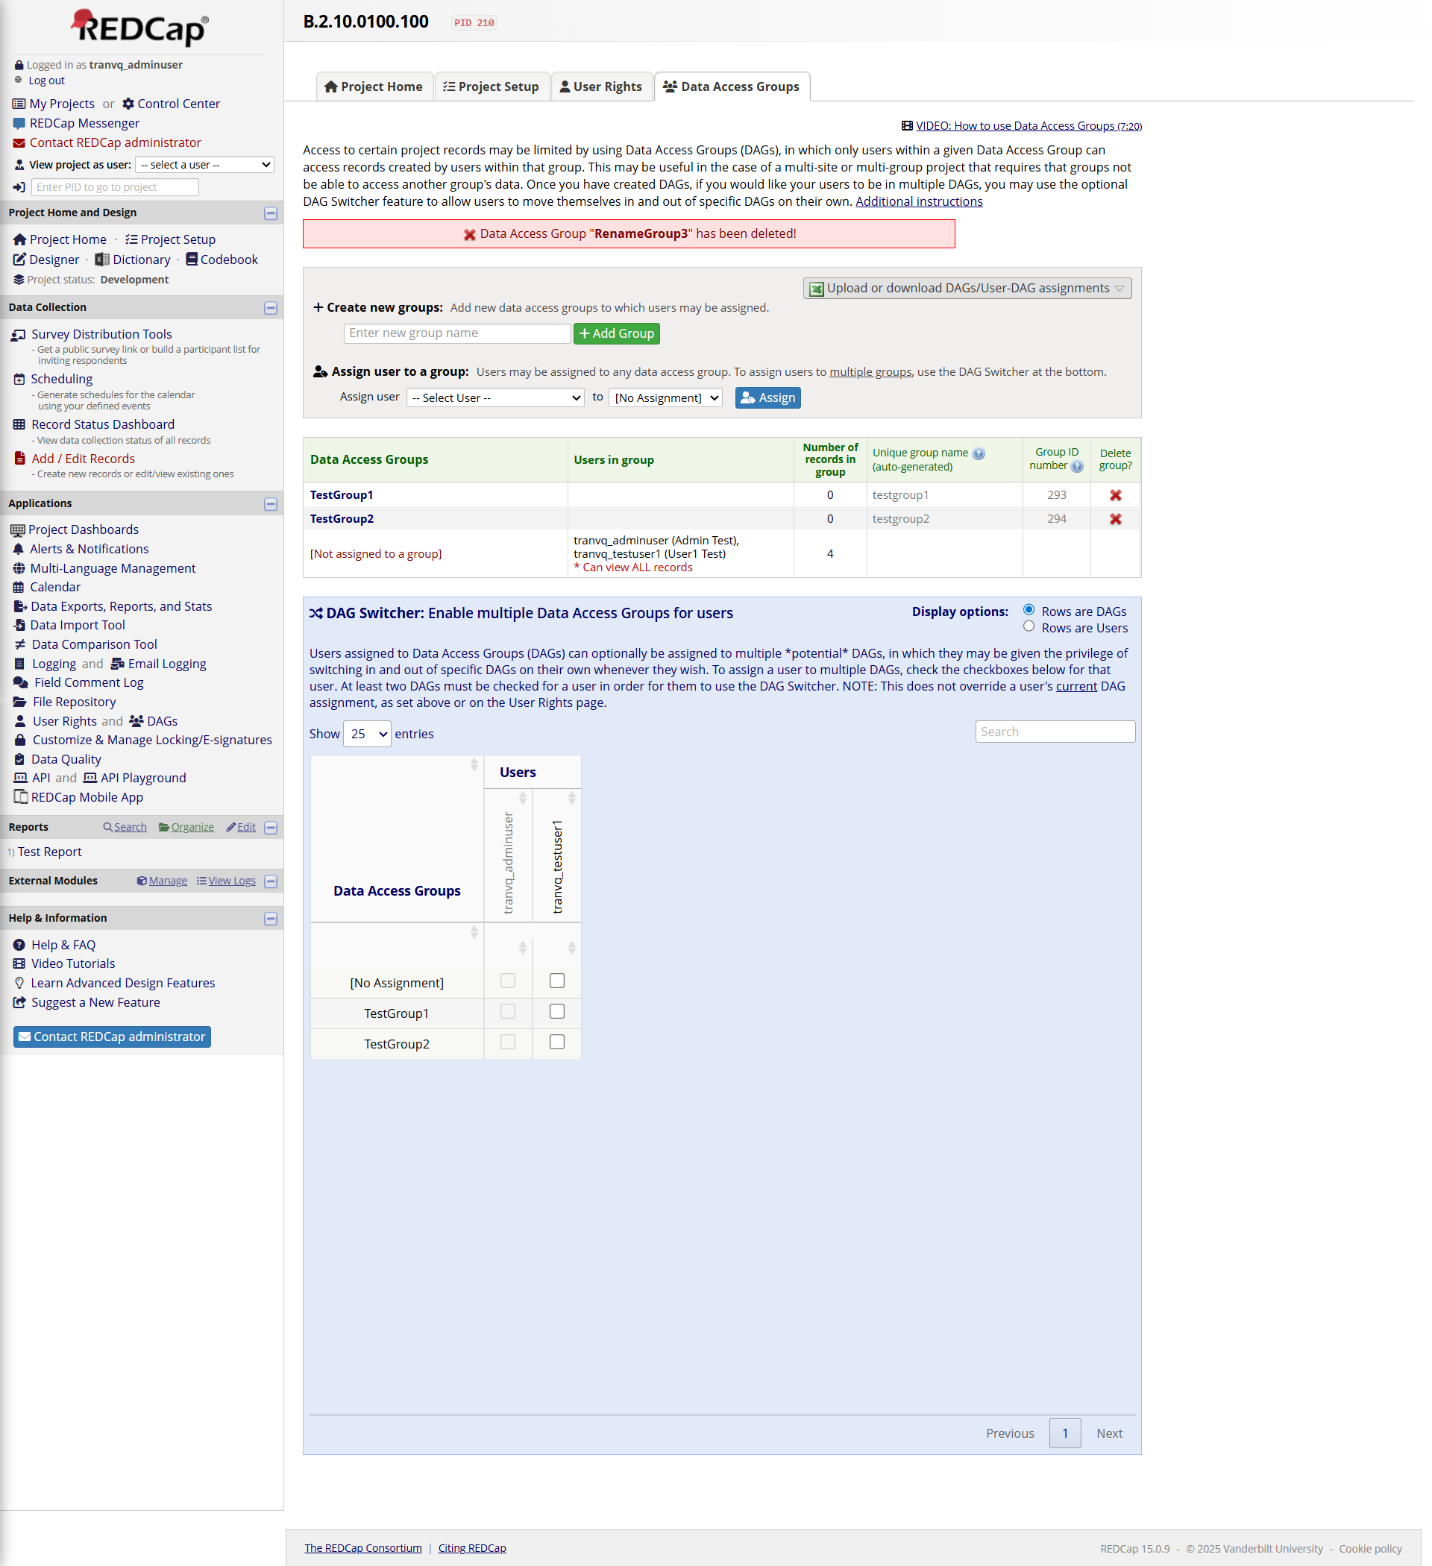 REDCap®
Logged in as tranvq_adminuser
Log out
My Projects or Control Center
REDCap Messenger
Contact REDCap administrator
View project as user: -- select a user --
Enter PID to go to project
Project Home and Design
Project Home · Project Setup
Designer · Dictionary · Codebook
Project status: Development
Data Collection
Survey Distribution Tools
- Get a public survey link or build a participant list for
inviting respondents
Scheduling
- Generate schedules for the calendar
using your defined events
Record Status Dashboard
- View data collection status of all records
Add / Edit Records
- Create new records or edit/view existing ones
Applications
Project Dashboards
Alerts & Notifications
Multi-Language Management
Calendar
Data Exports, Reports, and Stats
Data Import Tool
Data Comparison Tool
Logging and Email Logging
Field Comment Log
File Repository
User Rights and DAGs
Customize & Manage Locking/E-signatures
Data Quality
API and API Playground
REDCap Mobile App
Reports Search Organize Edit
1) Test Report
External Modules Manage View Logs
Help & Information
Help & FAQ
Video Tutorials
Learn Advanced Design Features
Suggest a New Feature
Contact REDCap administrator
B.2.10.0100.100 PID 210
Project Home Project Setup User Rights Data Access Groups
VIDEO: How to use Data Access Groups (7:20)
Access to certain project records may be limited by using Data Access Groups (DAGs), in which only users within a given Data Access Group can
access records created by users within that group. This may be useful in the case of a multi-site or multi-group project that requires that groups not
be able to access another group's data. Once you have created DAGs, if you would like your users to be in multiple DAGs, you may use the optional
DAG Switcher feature to allow users to move themselves in and out of specific DAGs on their own. Additional instructions
Data Access Group "RenameGroup3" has been deleted!
Upload or download DAGs/User-DAG assignments
Create new groups: Add new data access groups to which users may be assigned.
Enter new group name + Add Group
Assign user to a group: Users may be assigned to any data access group. To assign users to multiple groups, use the DAG Switcher at the bottom.
Assign user -- Select User -- to [No Assignment] Assign
Data Access Groups Users in group Number of records in group Unique group name (auto-generated) Group ID number Delete group?
TestGroup1 0 testgroup1 293
TestGroup2 0 testgroup2 294
[Not assigned to a group] tranvq_adminuser (Admin Test), 4
tranvq_testuser1 (User1 Test)
* Can view ALL records
DAG Switcher: Enable multiple Data Access Groups for users
Display options: Rows are DAGs
Rows are Users
Users assigned to Data Access Groups (DAGs) can optionally be assigned to multiple *potential* DAGs, in which they may be given the privilege of
switching in and out of specific DAGs on their own whenever they wish. To assign a user to multiple DAGs, check the checkboxes below for that
user. At least two DAGs must be checked for a user in order for them to use the DAG Switcher. NOTE: This does not override a user's current DAG
assignment, as set above or on the User Rights page.
Show 25 entries Search
Users
Data Access Groups tranvq_adminuser tranvq_testuser1
[No Assignment]
TestGroup1
TestGroup2
Previous 1 Next
The REDCap Consortium | Citing REDCap
REDCap 15.0.9 - © 2025 Vanderbilt University - Cookie policy